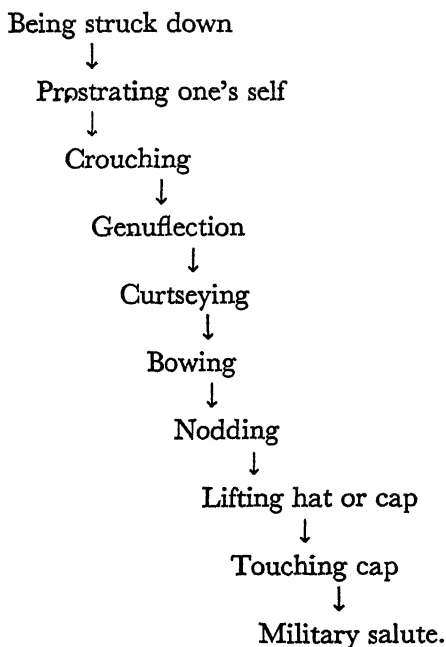 Being struck down
↓
Prostrating one's self
↓
Crouching
↓
Genuflection
↓
Curtseying
↓
Bowing
↓
Nodding
↓
Lifting hat or cap
↓
Touching cap
↓
Military salute.